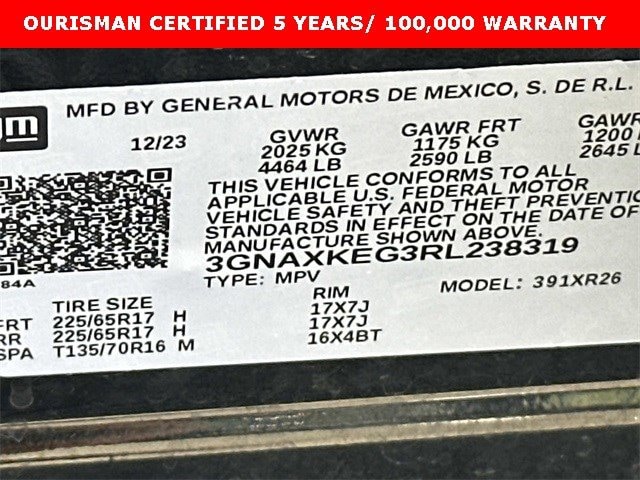 OURISMAN CERTIFIED 5 YEARS/ 100,000 WARRANTY
gm
MFD BY GENERAL MOTORS DE MEXICO, S. DE R.L.
12/23
GVWR
2025 KG
4464 LB
GAWR FRT
1175 KG
2590 LB
GAWR
1200
2645 L
THIS VEHICLE CONFORMS TO ALL
APPLICABLE U.S. FEDERAL MOTOR
VEHICLE SAFETY AND THEFT PREVENTIO
STANDARDS IN EFFECT ON THE DATE OF
MANUFACTURE SHOWN ABOVE.
3GNAXKEG3RL238319
84A
TYPE: MPV
MODEL: 391XR26
TIRE SIZE RIM
FRT 225/65R17 H 17X7J
RR 225/65R17 H 17X7J
SPA T135/70R16 M 16X4BT